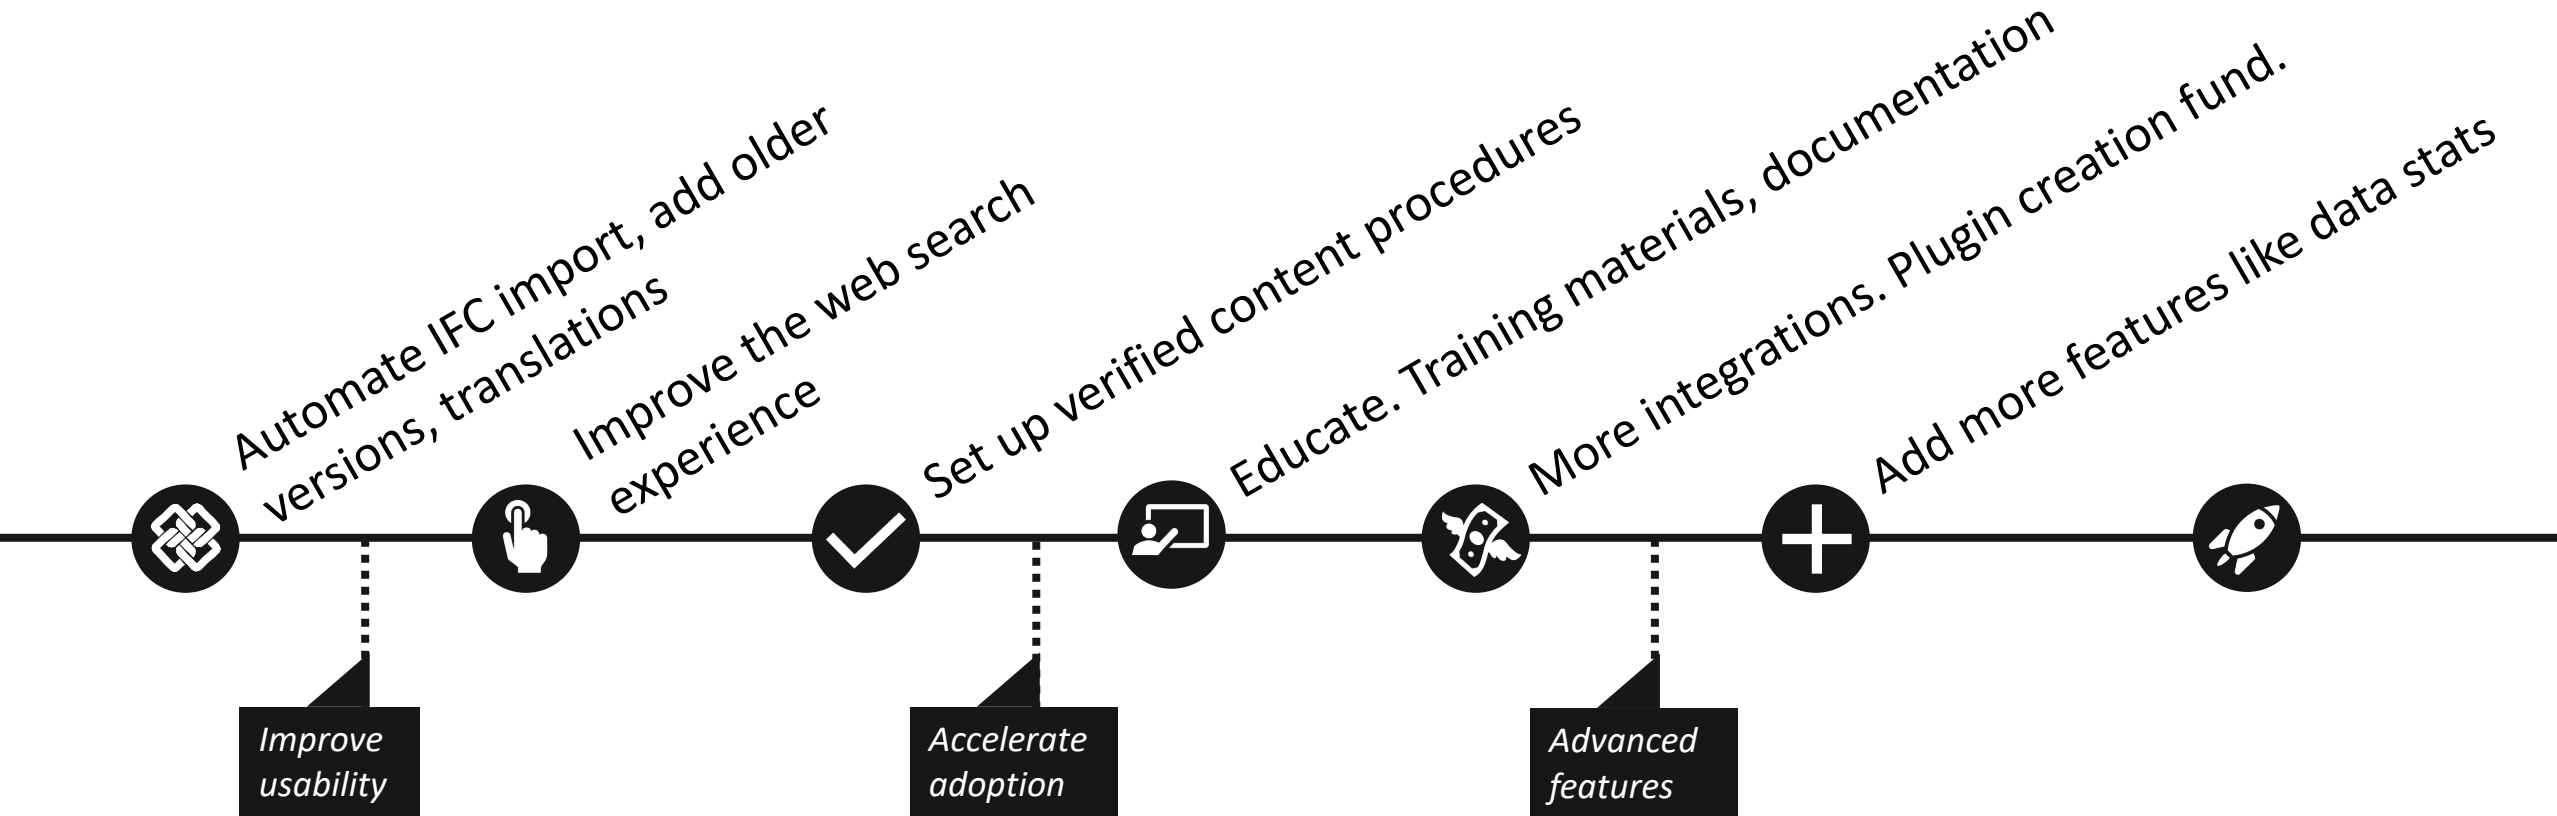 Automate IFC import, add older
versions, translations
Improve the web search
experience
Set up verified content procedures
Educate. Training materials, documentation
More integrations. Plugin creation fund.
Add more features like data stats
Improve
usability
Accelerate
adoption
Advanced
features